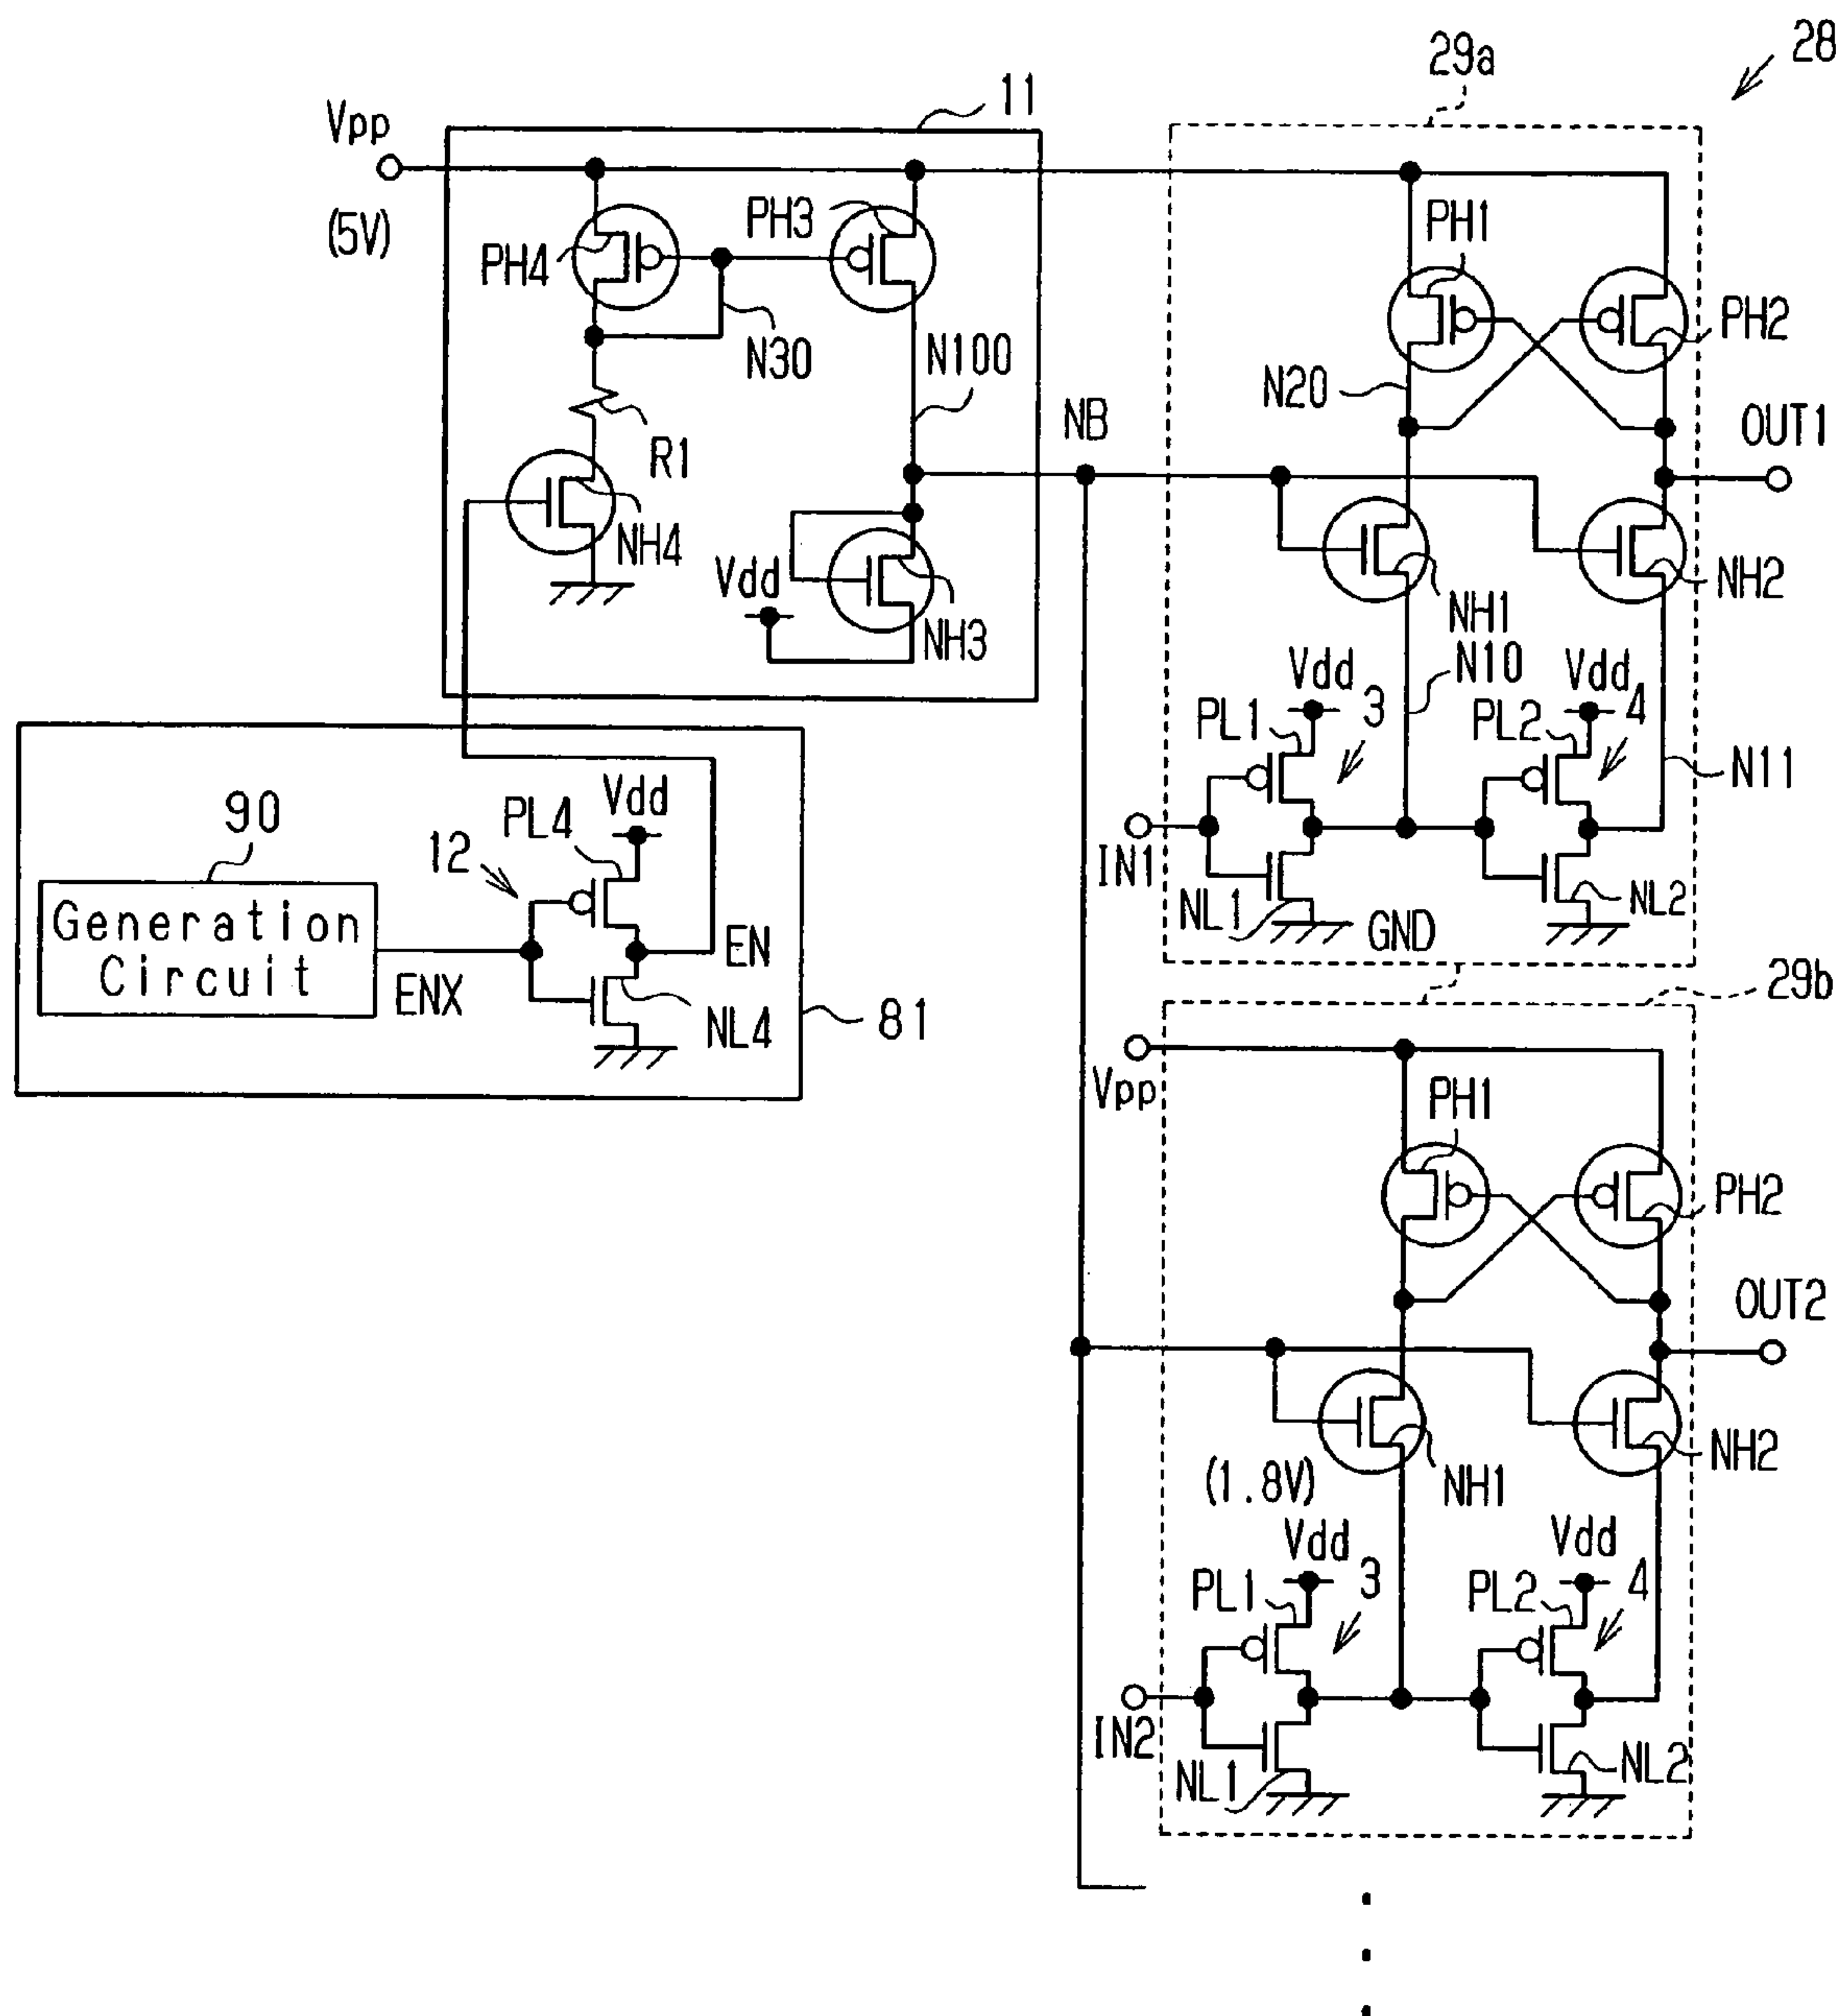 28
29a
11
Vpp
(5V)
PH4
PH3
N30
N100
R1
NH4
Vdd
NH3
NB
PH1
PH2
N20
OUT1
NH1
NH2
N10
Vdd
3
PL1
Vdd
4
PL2
N11
IN1
NL1
NL2
GND
90
Generation
Circuit
ENX
12
PL4
Vdd
EN
NL4
81
29b
Vpp
PH1
PH2
OUT2
NH1
NH2
(1.8V)
Vdd
3
PL1
Vdd
4
PL2
IN2
NL1
NL2